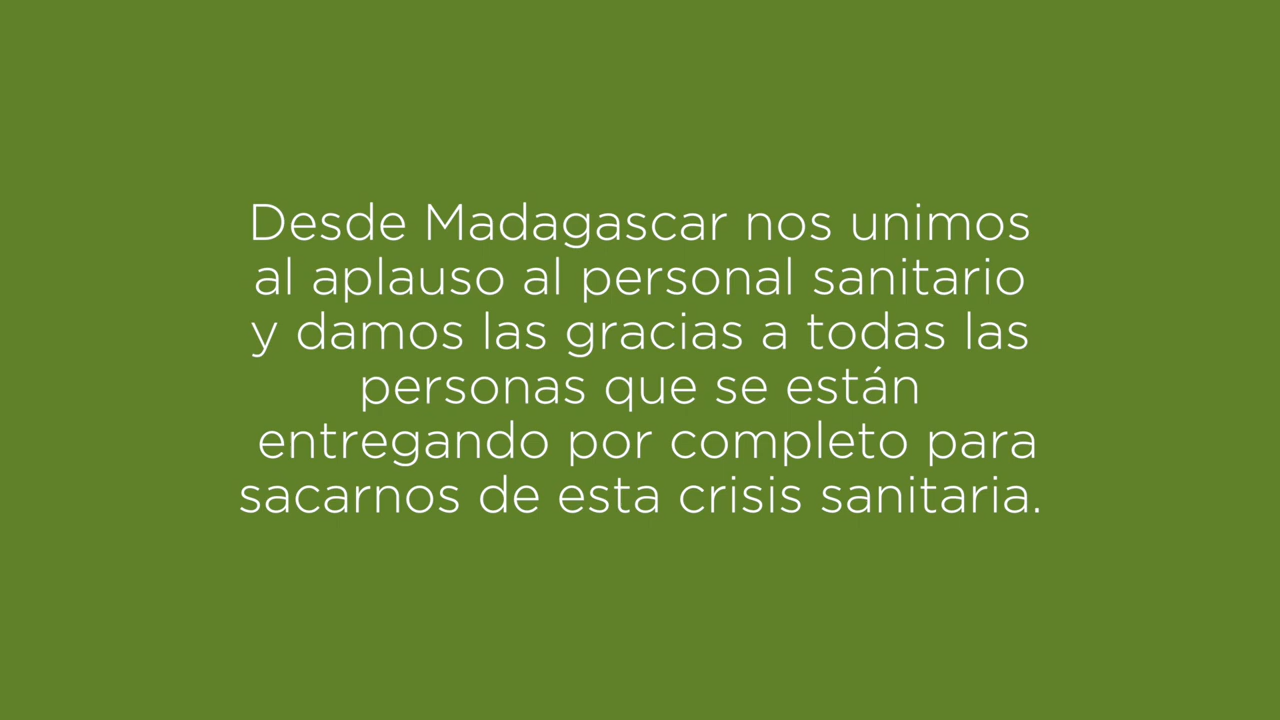 Desde Madagascar nos unimos
al aplauso al personal sanitario
y damos las gracias a todas las
personas que se están
entregando por completo para
sacarnos de esta crisis sanitaria.